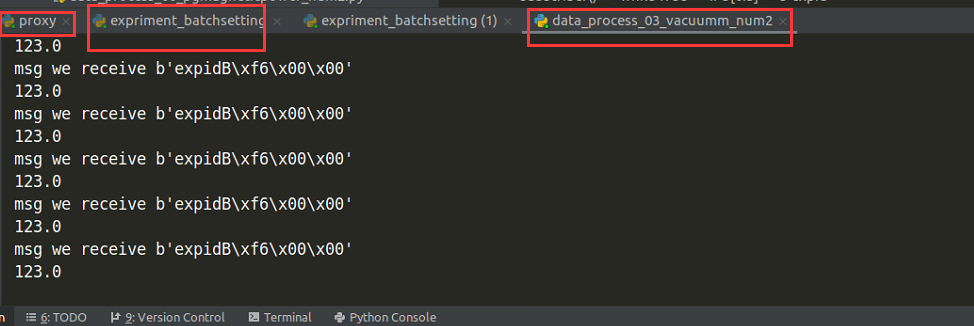 proxy × expriment_batchsetting × expriment_batchsetting (1) × data_process_03_vacuumm_num2 ×
123.0
msg we receive b'expidB\xf6\x00\x00'
123.0
msg we receive b'expidB\xf6\x00\x00'
123.0
msg we receive b'expidB\xf6\x00\x00'
123.0
msg we receive b'expidB\xf6\x00\x00'
123.0
msg we receive b'expidB\xf6\x00\x00'
123.0
6: TODO 9: Version Control Terminal Python Console